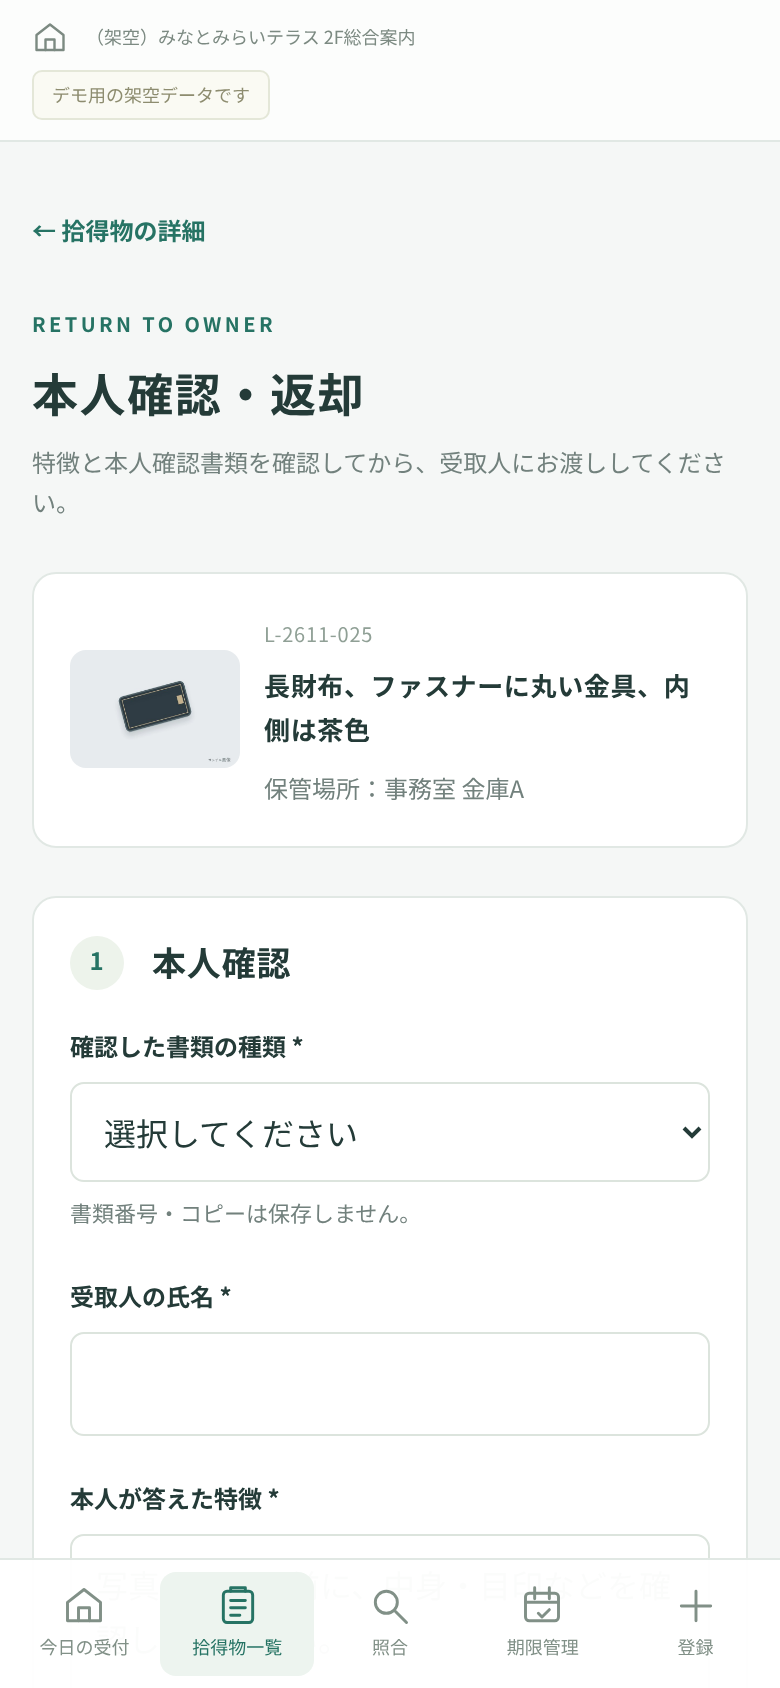 （架空）みなとみらいテラス 2F総合案内
デモ用の架空データです
← 拾得物の詳細
RETURN TO OWNER
本人確認・返却
特徴と本人確認書類を確認してから、受取人にお渡ししてくださ
い。
L-2611-025
長財布、ファスナーに丸い金具、内
側は茶色
保管場所：事務室 金庫A
1 本人確認
確認した書類の種類 *
選択してください
書類番号・コピーは保存しません。
受取人の氏名 *
本人が答えた特徴 *
今日の受付
拾得物一覧
照合
期限管理
登録